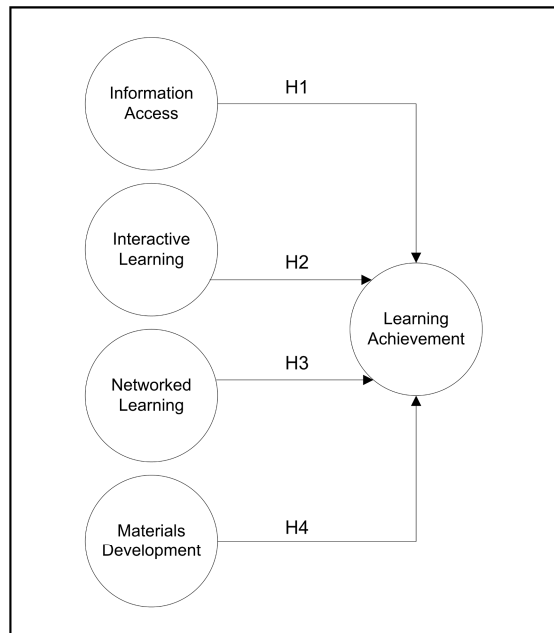 Information
Access
H1
Interactive
Learning
H2
Learning
Achievement
Networked
Learning
H3
Materials
Development
H4